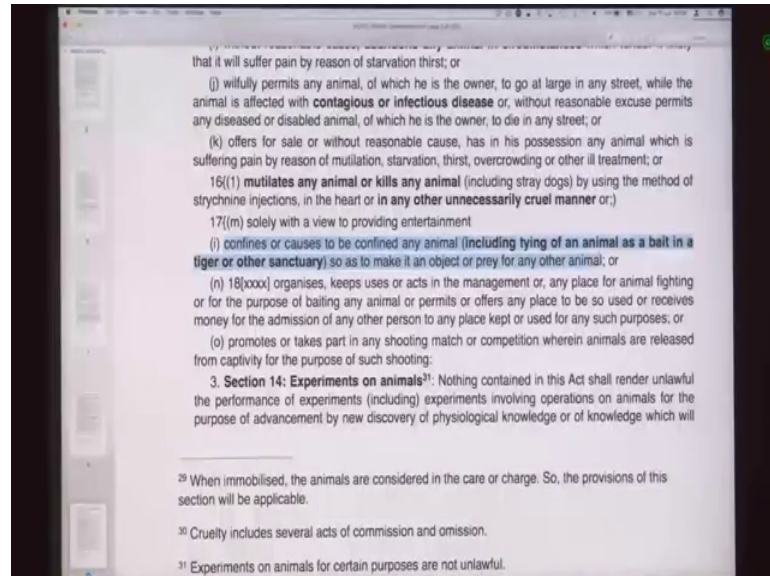 that it will suffer pain by reason of starvation thirst; or
(j) wilfully permits any animal, of which he is the owner, to go at large in any street, while the
animal is affected with contagious or infectious disease or, without reasonable excuse permits
any diseased or disabled animal, of which he is the owner, to die in any street; or
(k) offers for sale or without reasonable cause, has in his possession any animal which is
suffering pain by reason of mutilation, starvation, thirst, overcrowding or other ill treatment; or
16((1) mutilates any animal or kills any animal (including stray dogs) by using the method of
strychnine injections, in the heart or in any other unnecessarily cruel manner or;)
17((m) solely with a view to providing entertainment
(i) confines or causes to be confined any animal (including tying of an animal as a bait in a
tiger or other sanctuary) so as to make it an object or prey for any other animal; or
(n) 18[xxxx] organises, keeps uses or acts in the management or, any place for animal fighting
or for the purpose of baiting any animal or permits or offers any place to be so used or receives
money for the admission of any other person to any place kept or used for any such purposes; or
(o) promotes or takes part in any shooting match or competition wherein animals are released
from captivity for the purpose of such shooting:
3. Section 14: Experiments on animals31: Nothing contained in this Act shall render unlawful
the performance of experiments (including) experiments involving operations on animals for the
purpose of advancement by new discovery of physiological knowledge or of knowledge which will
29 When immobilised, the animals are considered in the care or charge. So, the provisions of this
section will be applicable.
30 Cruelty includes several acts of commission and omission.
31 Experiments on animals for certain purposes are not unlawful.